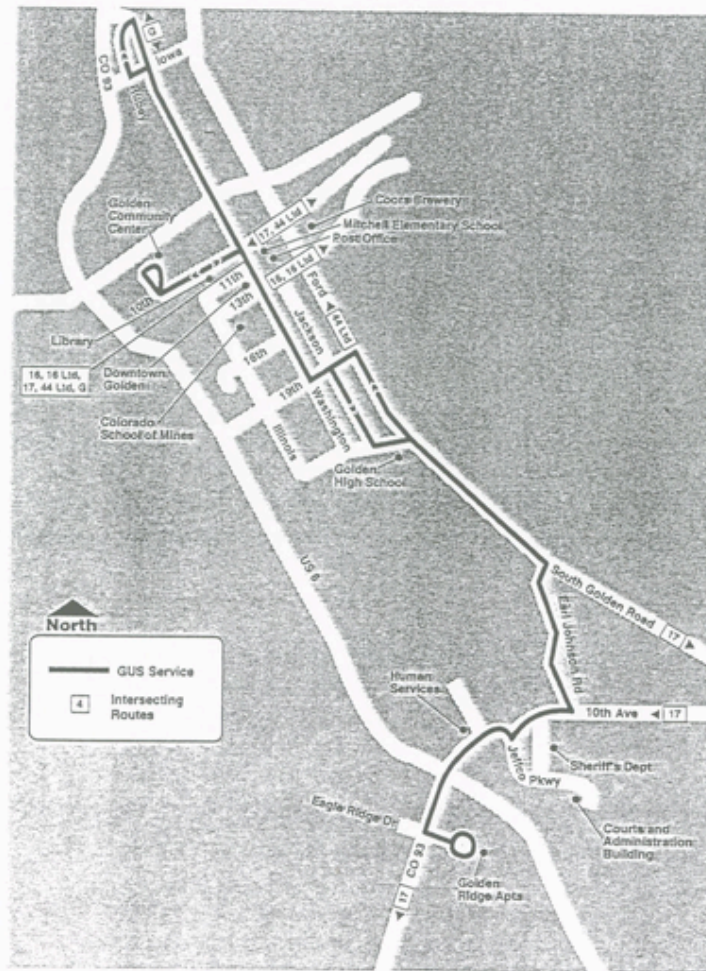 G
Iowa
CO 93
Golden
Community
Center
17, 44 Ltd
Coors Brewery
Mitchell Elementary School
Post Office
16, 16 Ltd
10th
11th
13th
Ford
44 Ltd
Library
Jackson
16, 16 Ltd,
17, 44 Ltd, G
Downtown
Golden
16th
19th
Washington
Colorado
School of Mines
Illinois
Golden
High School
US 6
South Golden Road
17
North
GUS Service
4
Intersecting
Routes
Earl Johnson Rd
Human
Services
10th Ave
17
Jeffco
Pkwy
Sheriff's Dept
Eagle Ridge Dr
Courts and
Administration
Building
CO 93
17
Golden
Ridge Apts